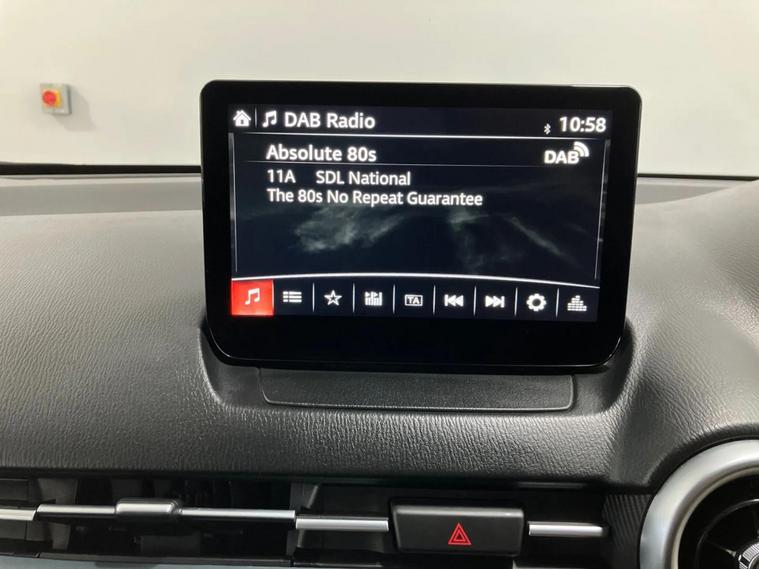 DAB Radio 10:58
Absolute 80s DAB
11A SDL National
The 80s No Repeat Guarantee
TA